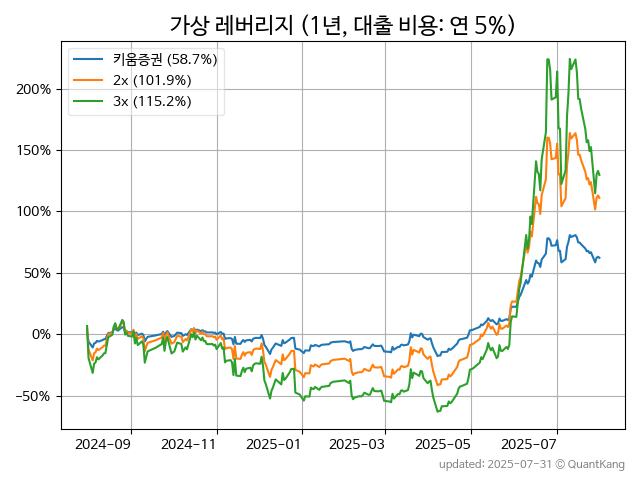 가상 레버리지 (1년, 대출 비용: 연 5%)
키움증권 (58.7%)
2x (101.9%)
3x (115.2%)
200%
150%
100%
50%
0%
−50%
2024-09
2024-11
2025-01
2025-03
2025-05
2025-07
updated: 2025-07-31 © QuantKang